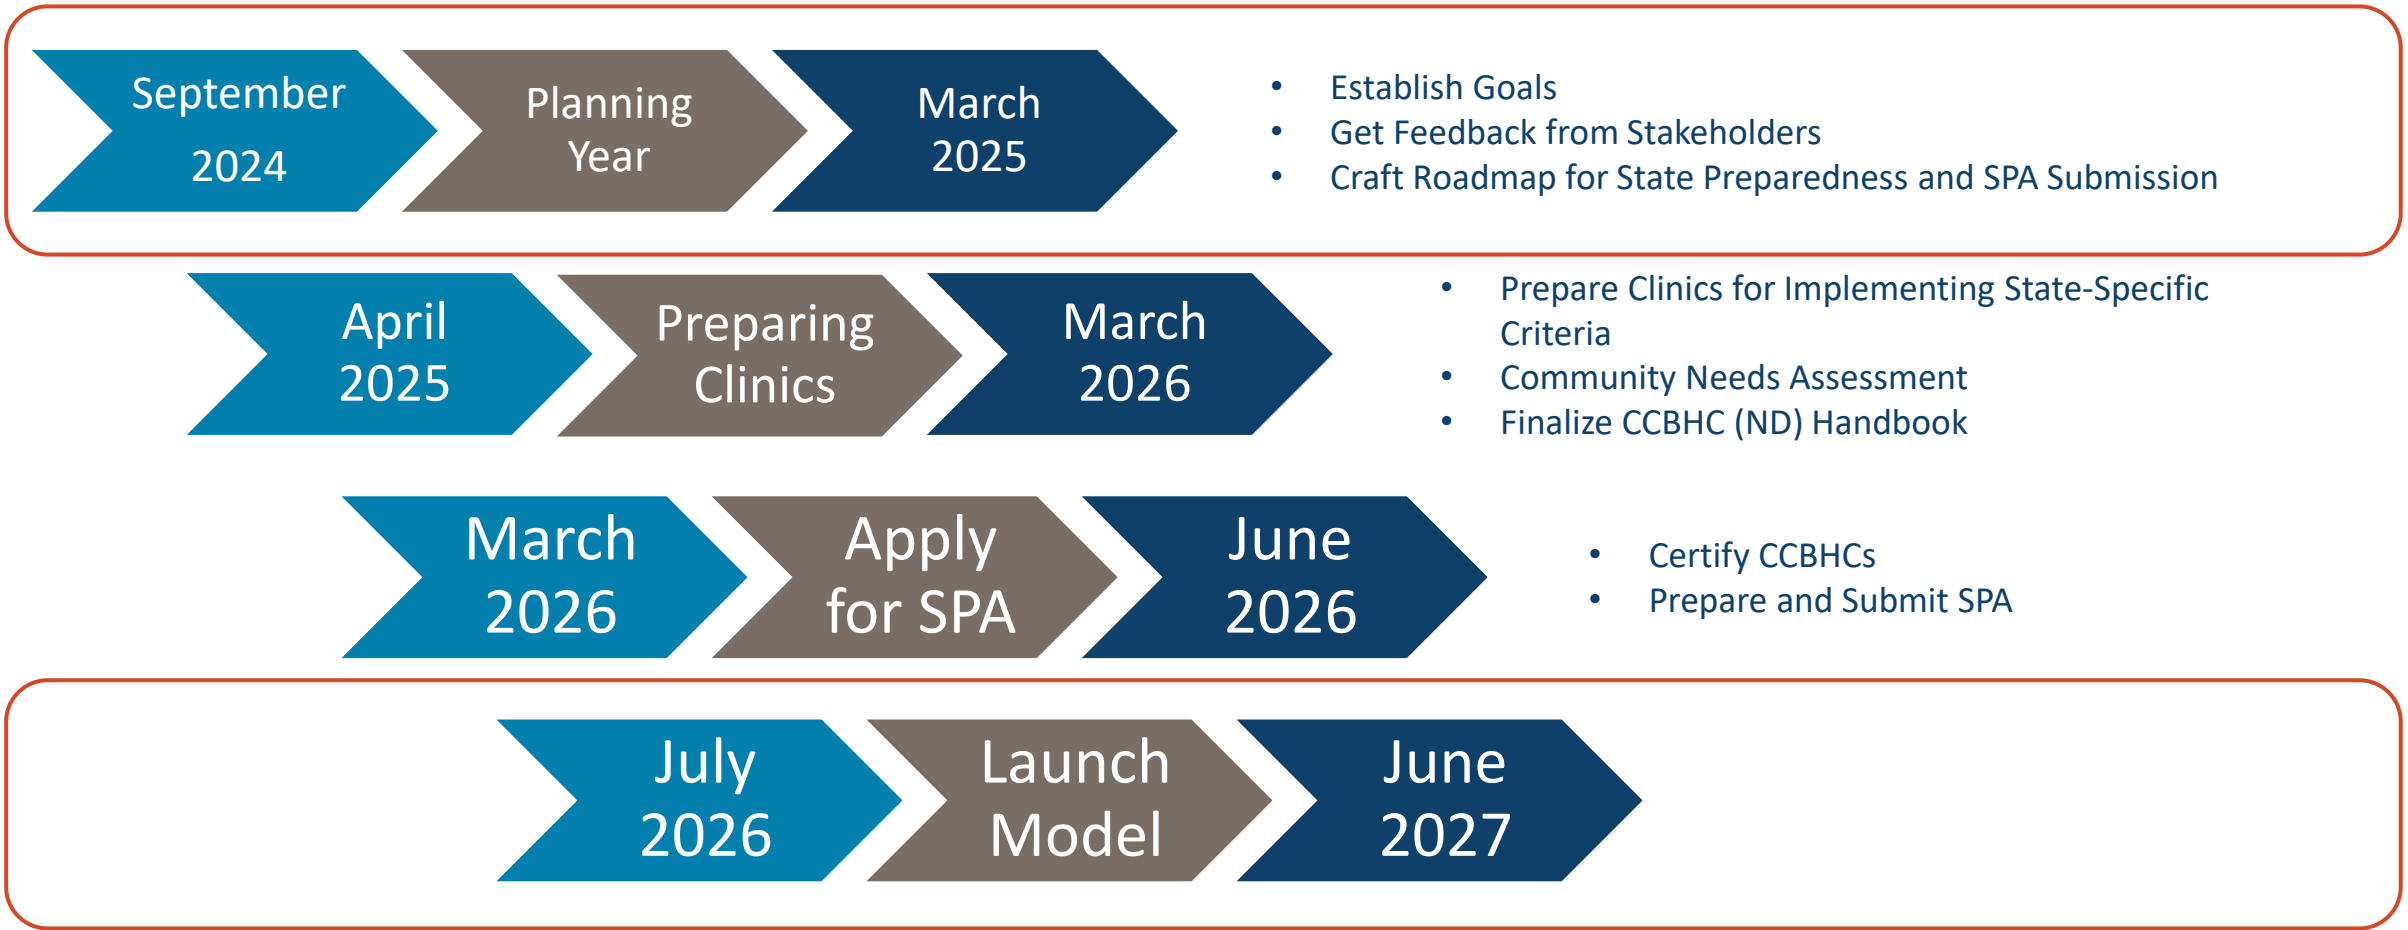 September
2024
Planning
Year
March
2025
• Establish Goals
• Get Feedback from Stakeholders
• Craft Roadmap for State Preparedness and SPA Submission
April
2025
Preparing
Clinics
March
2026
• Prepare Clinics for Implementing State-Specific
Criteria
• Community Needs Assessment
• Finalize CCBHC (ND) Handbook
March
2026
Apply
for SPA
June
2026
• Certify CCBHCs
• Prepare and Submit SPA
July
2026
Launch
Model
June
2027